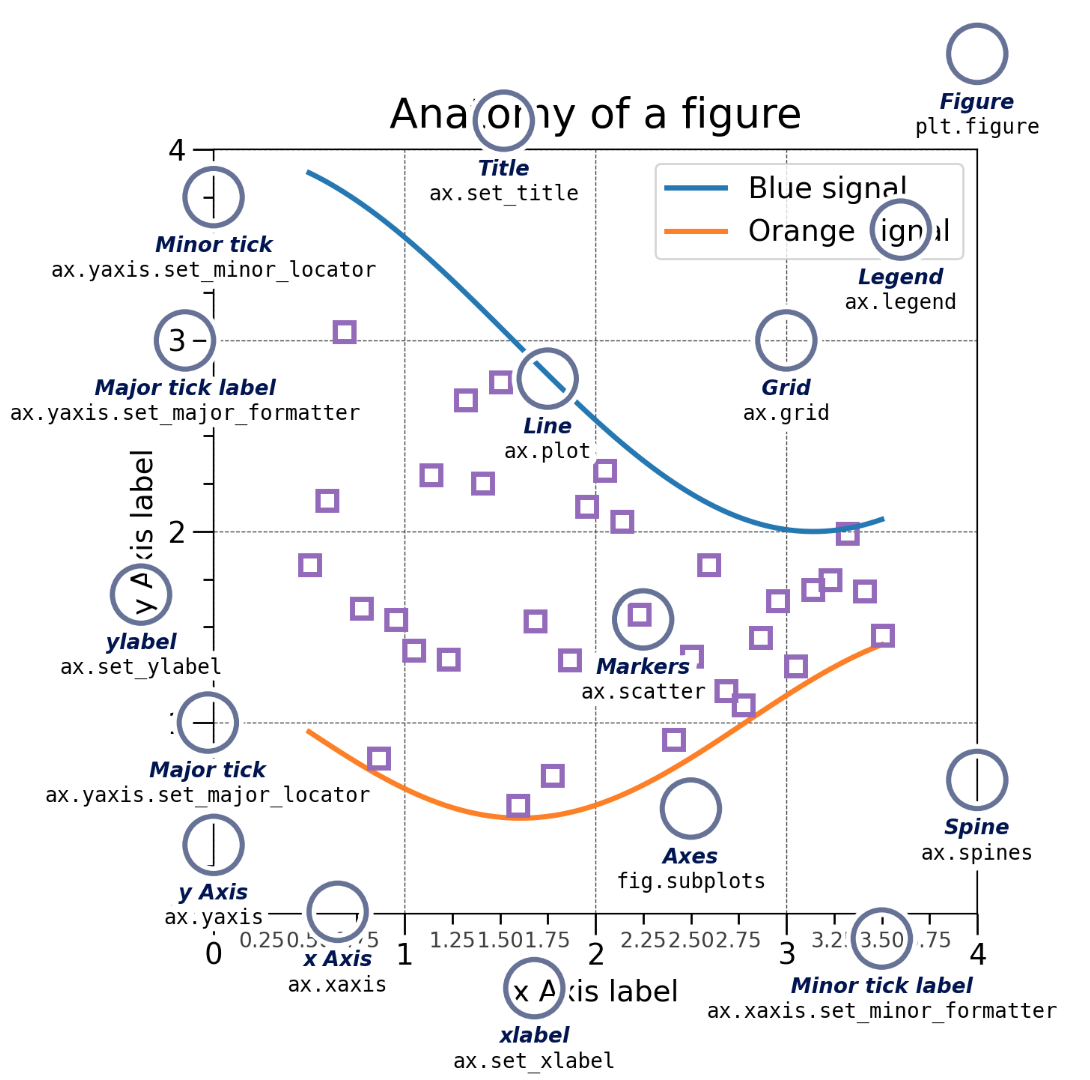 Figure
plt.figure
Anatomy of a figure
Title
ax.set_title
4
Blue signal
Orange signal
Legend
ax.legend
Minor tick
ax.yaxis.set_minor_locator
3
Major tick label
ax.yaxis.set_major_formatter
Grid
ax.grid
Line
ax.plot
y Axis label
2
ylabel
ax.set_ylabel
Markers
ax.scatter
Major tick
ax.yaxis.set_major_locator
Spine
ax.spines
Axes
fig.subplots
y Axis
ax.yaxis
0.25 0.50 0.75 1.25 1.50 1.75 2.25 2.50 2.75 3.25 3.50 3.75
0 1 2 3 4
x Axis
ax.xaxis
Minor tick label
ax.xaxis.set_minor_formatter
x Axis label
xlabel
ax.set_xlabel